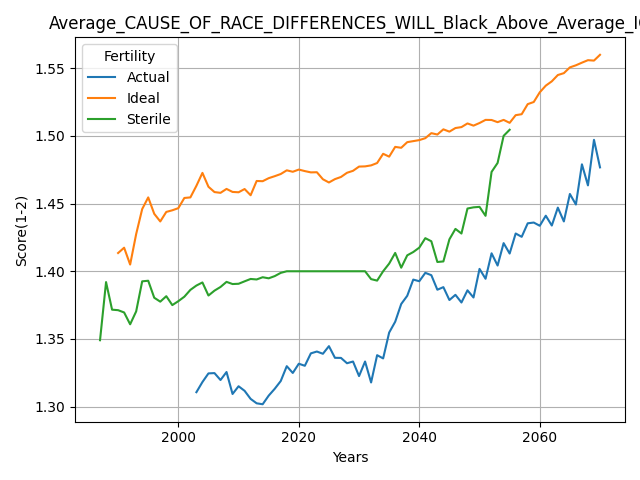 Average_CAUSE_OF_RACE_DIFFERENCES_WILL_Black_Above_Average_I
Fertility
Actual
Ideal
Sterile
1.55
1.50
1.45
1.40
1.35
1.30
Score(1-2)
2000 2020 2040 2060
Years